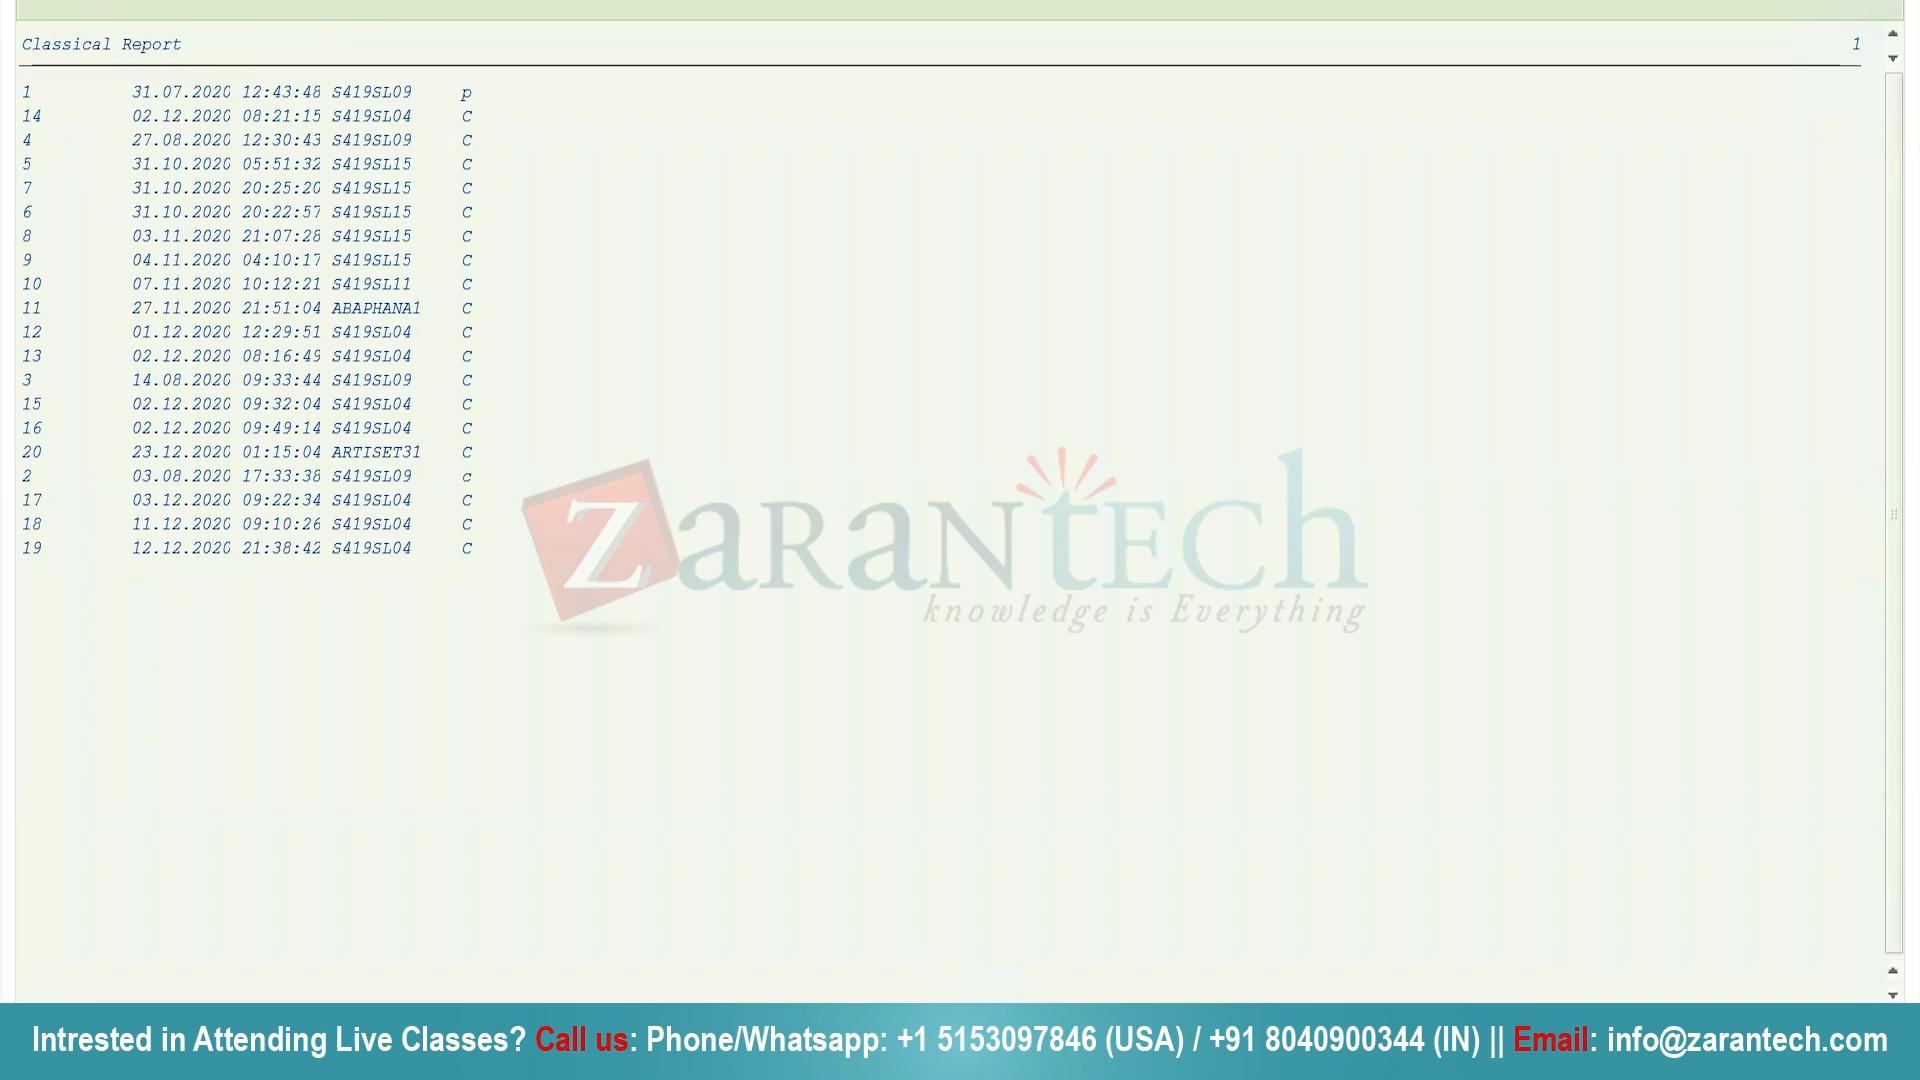 Classical Report 1
1 31.07.2020 12:43:48 S419SL09 p
14 02.12.2020 08:21:15 S419SL04 C
4 27.08.2020 12:30:43 S419SL09 C
5 31.10.2020 05:51:32 S419SL15 C
7 31.10.2020 20:25:20 S419SL15 C
6 31.10.2020 20:22:57 S419SL15 C
8 03.11.2020 21:07:28 S419SL15 C
9 04.11.2020 04:10:17 S419SL15 C
10 07.11.2020 10:12:21 S419SL11 C
11 27.11.2020 21:51:04 ABAPHANA1 C
12 01.12.2020 12:29:51 S419SL04 C
13 02.12.2020 08:16:49 S419SL04 C
3 14.08.2020 09:33:44 S419SL09 C
15 02.12.2020 09:32:04 S419SL04 C
16 02.12.2020 09:49:14 S419SL04 C
20 23.12.2020 01:15:04 ARTISET31 C
2 03.08.2020 17:33:38 S419SL09 c
17 03.12.2020 09:22:34 S419SL04 C
18 11.12.2020 09:10:26 S419SL04 C
19 12.12.2020 21:38:42 S419SL04 C
ZaRaNtECh
knowledge is Everything
Intrested in Attending Live Classes? Call us: Phone/Whatsapp: +1 5153097846 (USA) / +91 8040900344 (IN) || Email: info@zarantech.com